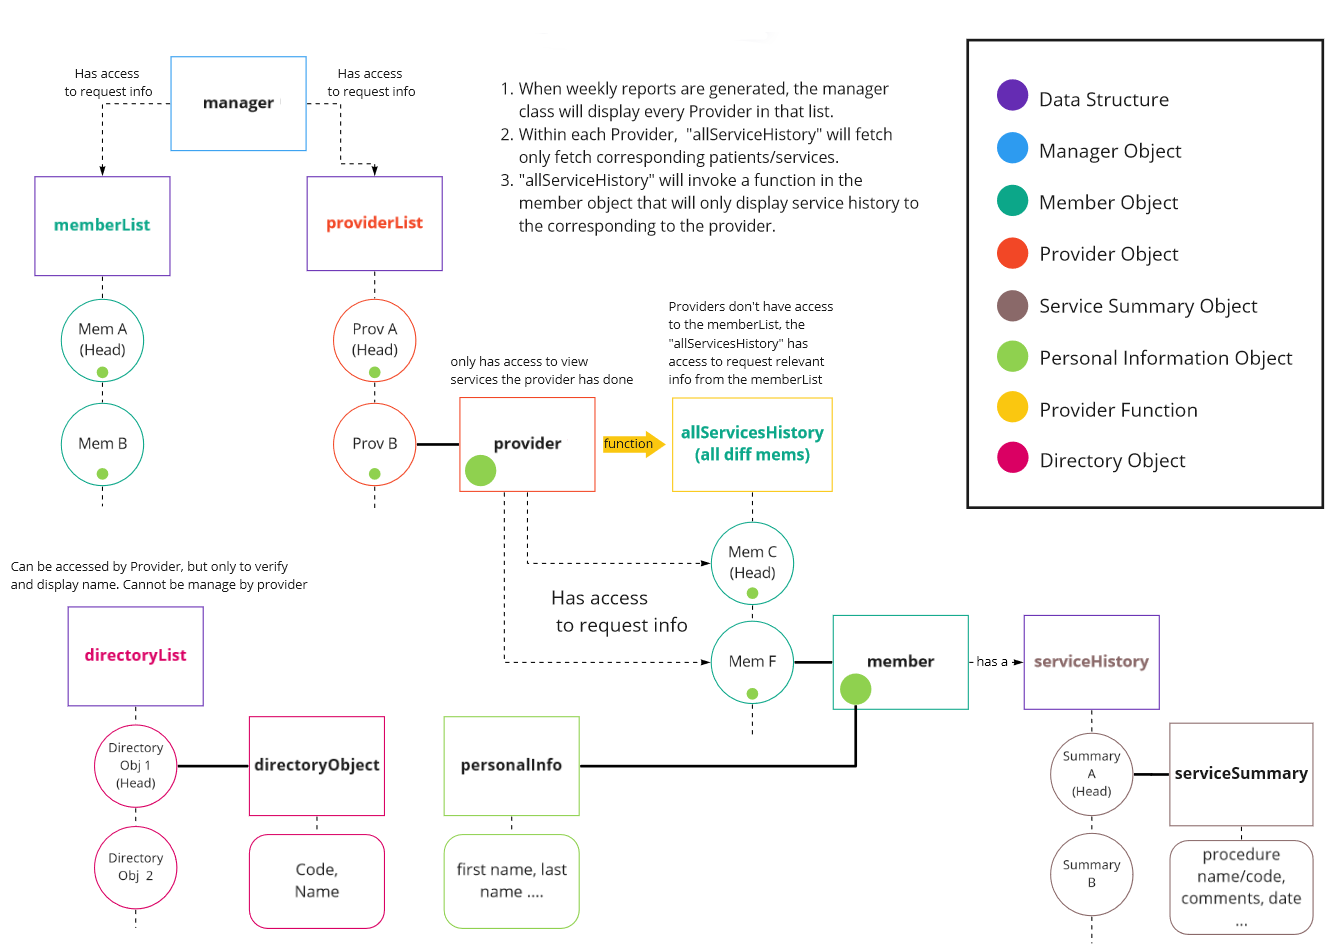 Has access
to request info
manager
Has access
to request info
1. When weekly reports are generated, the manager
class will display every Provider in that list.
2. Within each Provider, "allServiceHistory" will fetch
only fetch corresponding patients/services.
3. "allServiceHistory" will invoke a function in the
member object that will only display service history to
the corresponding to the provider.
Data Structure
Manager Object
Member Object
Provider Object
Service Summary Object
Personal Information Object
Provider Function
Directory Object
memberList
providerList
Mem A
(Head)
Mem B
Prov A
(Head)
Prov B
only has access to view
services the provider has done
provider
function
Providers don't have access
to the memberList, the
"allServicesHistory" has
access to request relevant
info from the memberList
allServicesHistory
(all diff mems)
Mem C
(Head)
Has access
to request info
Mem F
member
has a
serviceHistory
Can be accessed by Provider, but only to verify
and display name. Cannot be manage by provider
directoryList
Directory
Obj 1
(Head)
directoryObject
Directory
Obj 2
Code,
Name
personalInfo
first name, last
name ....
Summary
A
(Head)
serviceSummary
Summary
B
procedure
name/code,
comments, date
...